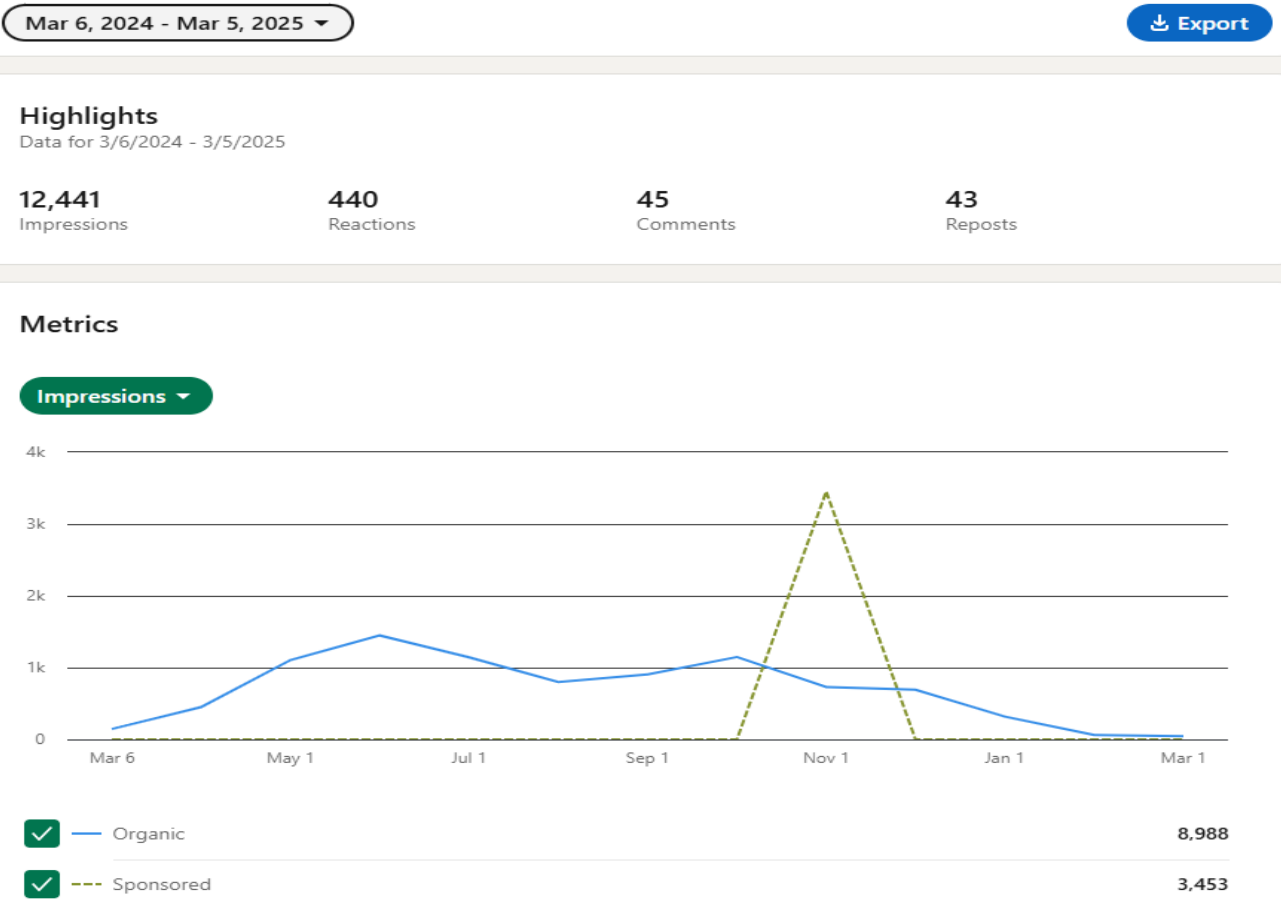 Mar 6, 2024 - Mar 5, 2025
Export
Highlights
Data for 3/6/2024 - 3/5/2025
12,441 440 45 43
Impressions Reactions Comments Reposts
Metrics
Impressions
4k
3k
2k
1k
0
Mar 6 May 1 Jul 1 Sep 1 Nov 1 Jan 1 Mar 1
Organic 8,988
Sponsored 3,453